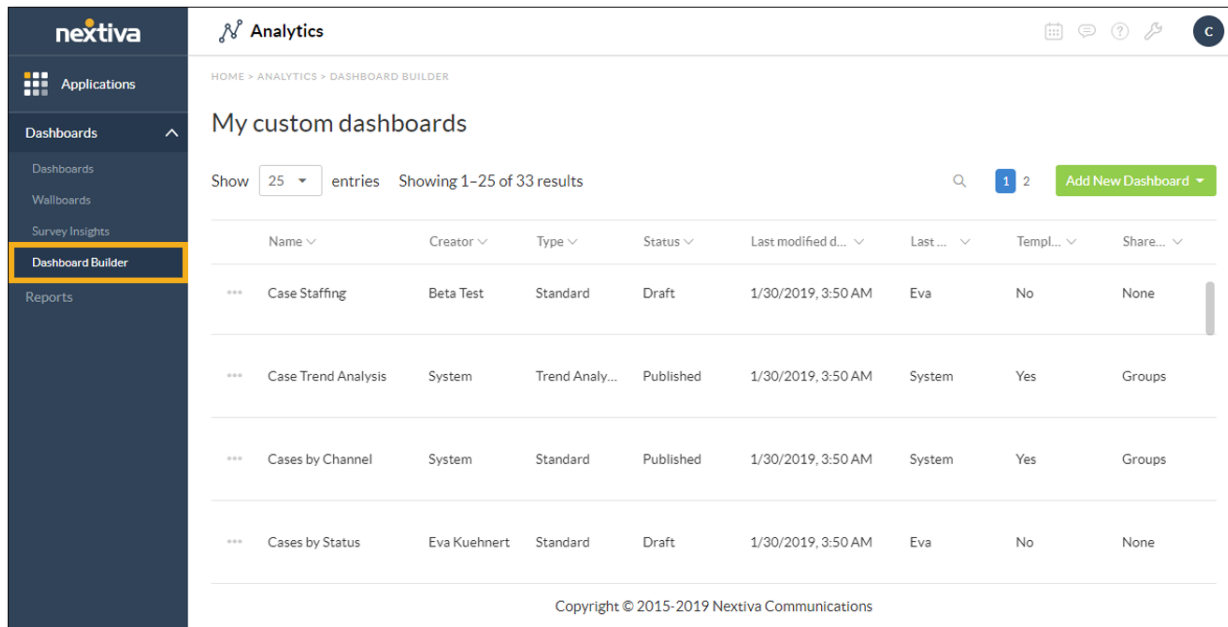 nextiva
Analytics
C
Applications
HOME > ANALYTICS > DASHBOARD BUILDER
Dashboards
My custom dashboards
Dashboards
Wallboards
Survey Insights
Dashboard Builder
Reports
Show 25 entries Showing 1–25 of 33 results 1 2 Add New Dashboard
Name Creator Type Status Last modified d... Last ... Templ... Share...
Case Staffing Beta Test Standard Draft 1/30/2019, 3:50 AM Eva No None
Case Trend Analysis System Trend Analy... Published 1/30/2019, 3:50 AM System Yes Groups
Cases by Channel System Standard Published 1/30/2019, 3:50 AM System Yes Groups
Cases by Status Eva Kuehnert Standard Draft 1/30/2019, 3:50 AM Eva No None
Copyright © 2015-2019 Nextiva Communications